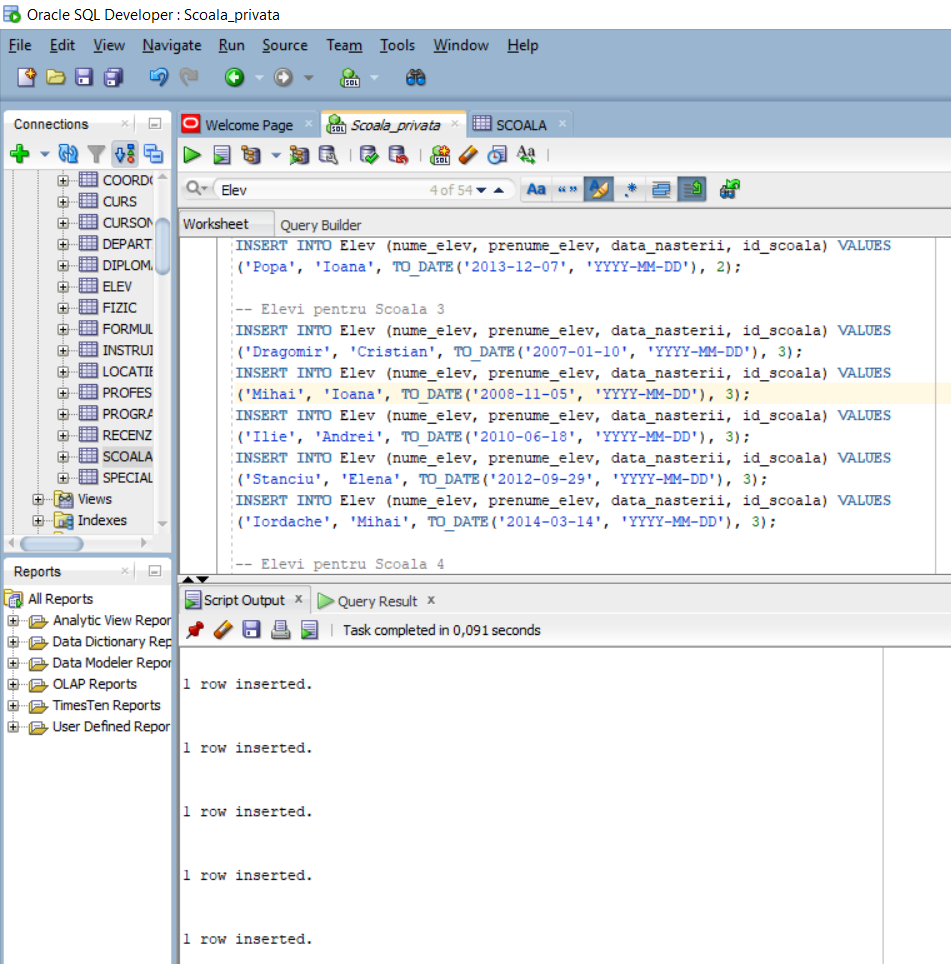 Oracle SQL Developer : Scoala_privata
File Edit View Navigate Run Source Team Tools Window Help
Connections
Welcome Page
Scoala_privata
SCOALA
Elev
4 of 54
Worksheet
Query Builder
COORD
CURS
CURSON
DEPART
DIPLOM
ELEV
FIZIC
FORMUL
INSTRUI
LOCATIE
PROFES
PROGRA
RECENZ
SCOALA
SPECIAL
Views
Indexes
INSERT INTO Elev (nume_elev, prenume_elev, data_nasterii, id_scoala) VALUES
('Popa', 'Ioana', TO_DATE('2013-12-07', 'YYYY-MM-DD'), 2);
-- Elevi pentru Scoala 3
INSERT INTO Elev (nume_elev, prenume_elev, data_nasterii, id_scoala) VALUES
('Dragomir', 'Cristian', TO_DATE('2007-01-10', 'YYYY-MM-DD'), 3);
INSERT INTO Elev (nume_elev, prenume_elev, data_nasterii, id_scoala) VALUES
('Mihai', 'Ioana', TO_DATE('2008-11-05', 'YYYY-MM-DD'), 3);
INSERT INTO Elev (nume_elev, prenume_elev, data_nasterii, id_scoala) VALUES
('Ilie', 'Andrei', TO_DATE('2010-06-18', 'YYYY-MM-DD'), 3);
INSERT INTO Elev (nume_elev, prenume_elev, data_nasterii, id_scoala) VALUES
('Stanciu', 'Elena', TO_DATE('2012-09-29', 'YYYY-MM-DD'), 3);
INSERT INTO Elev (nume_elev, prenume_elev, data_nasterii, id_scoala) VALUES
('Iordache', 'Mihai', TO_DATE('2014-03-14', 'YYYY-MM-DD'), 3);
-- Elevi pentru Scoala 4
Reports
All Reports
Analytic View Repor
Data Dictionary Rep
Data Modeler Repor
OLAP Reports
TimesTen Reports
User Defined Repor
Script Output
Query Result
Task completed in 0,091 seconds
1 row inserted.
1 row inserted.
1 row inserted.
1 row inserted.
1 row inserted.